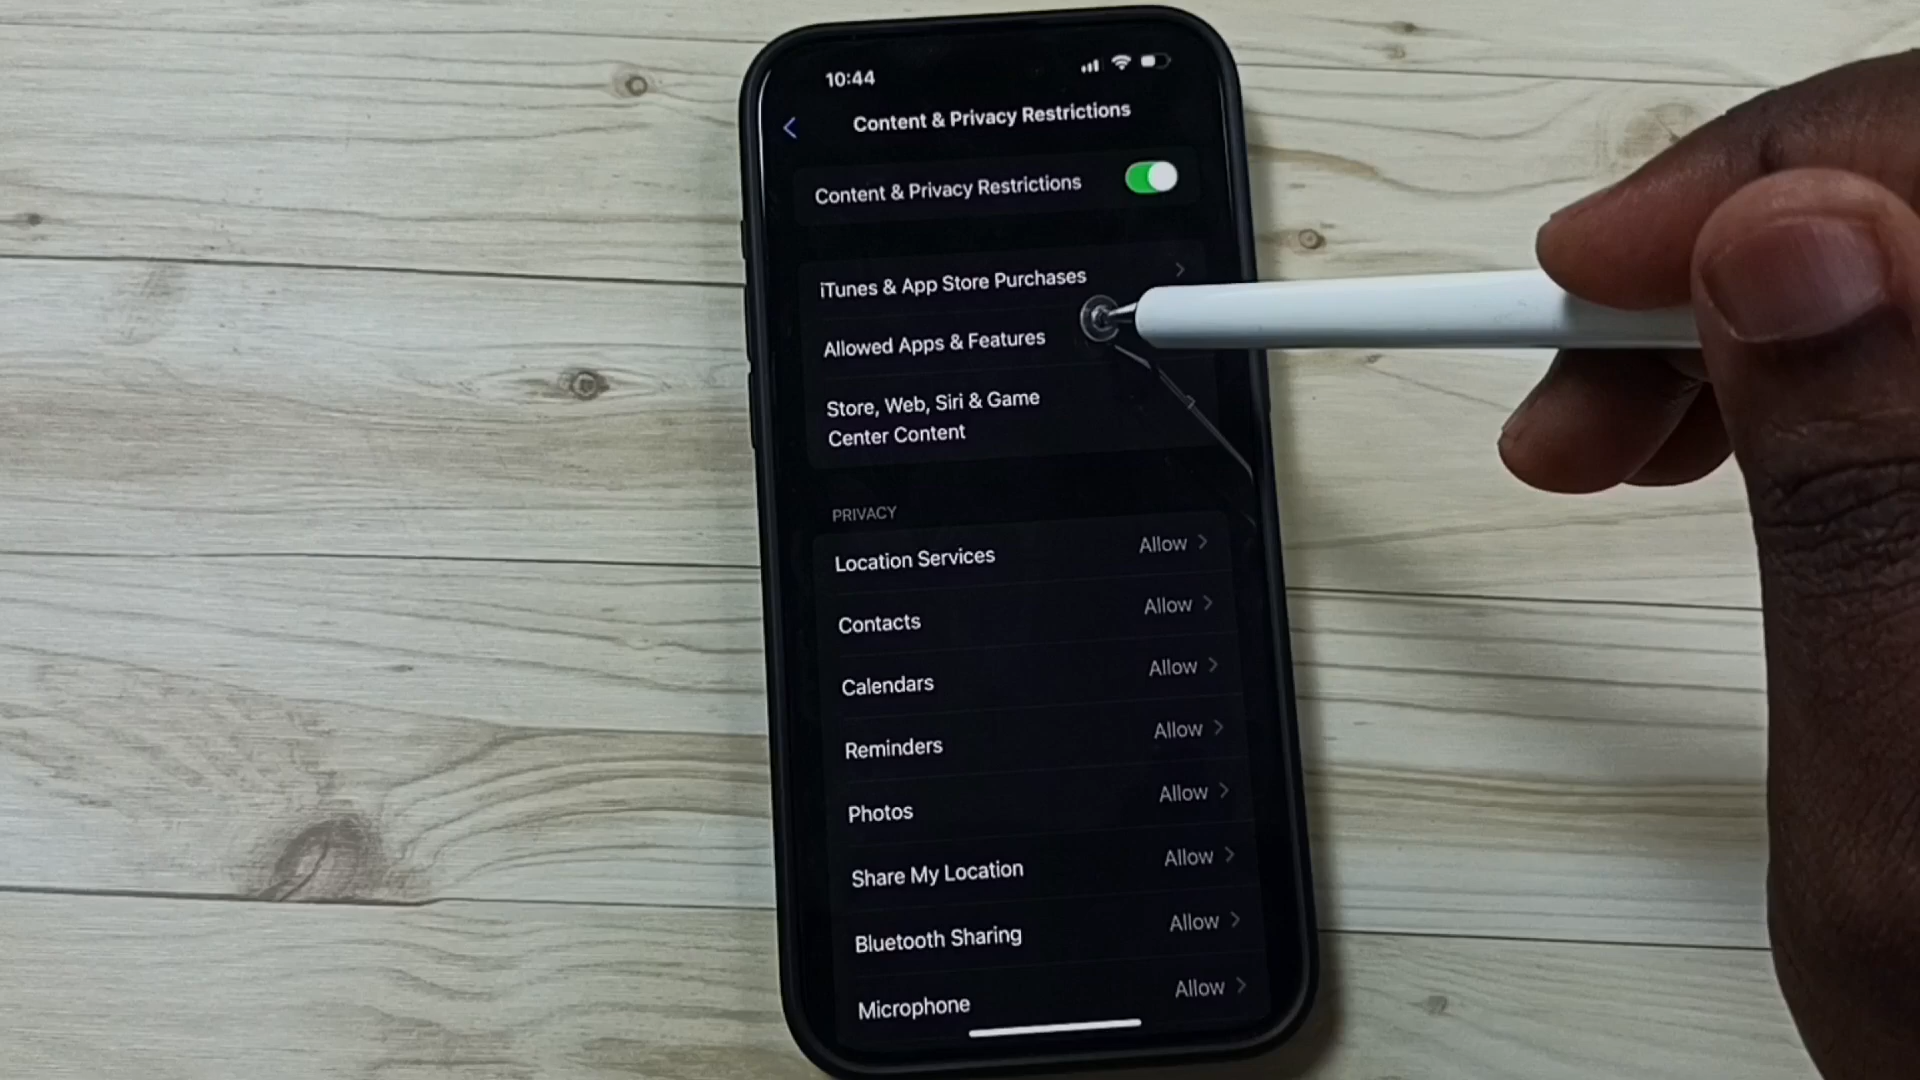 10:44
Content & Privacy Restrictions
Content & Privacy Restrictions
iTunes & App Store Purchases
Allowed Apps & Features
Store, Web, Siri & Game
Center Content
PRIVACY
Location Services Allow
Contacts Allow
Calendars Allow
Reminders Allow
Photos Allow
Share My Location Allow
Bluetooth Sharing Allow
Microphone Allow